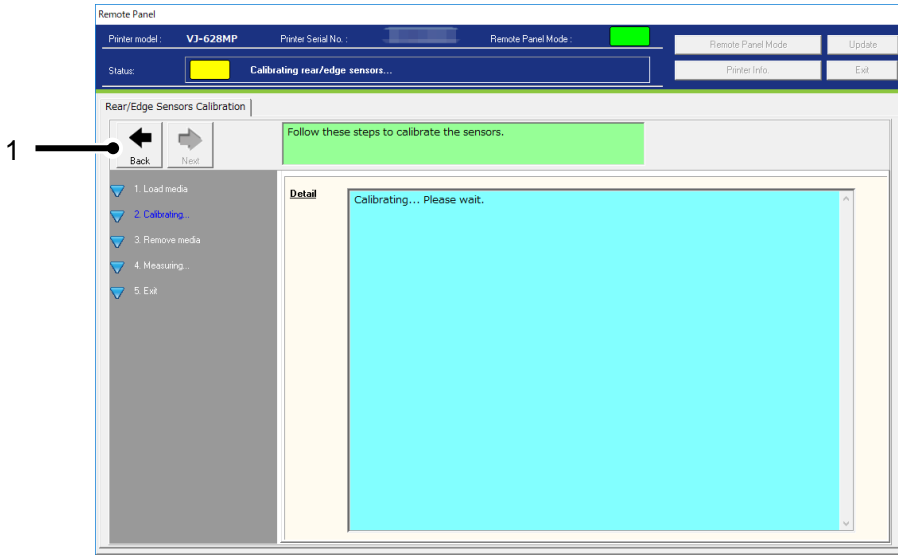 Remote Panel
Printer model : VJ-628MP Printer Serial No. : Remote Panel Mode :
Remote Panel Mode Update
Status: Calibrating rear/edge sensors...
Printer Info. Exit
Rear/Edge Sensors Calibration
1
Back Next
Follow these steps to calibrate the sensors.
1. Load media
2. Calibrating...
3. Remove media
4. Measuring...
5. Exit
Detail
Calibrating... Please wait.